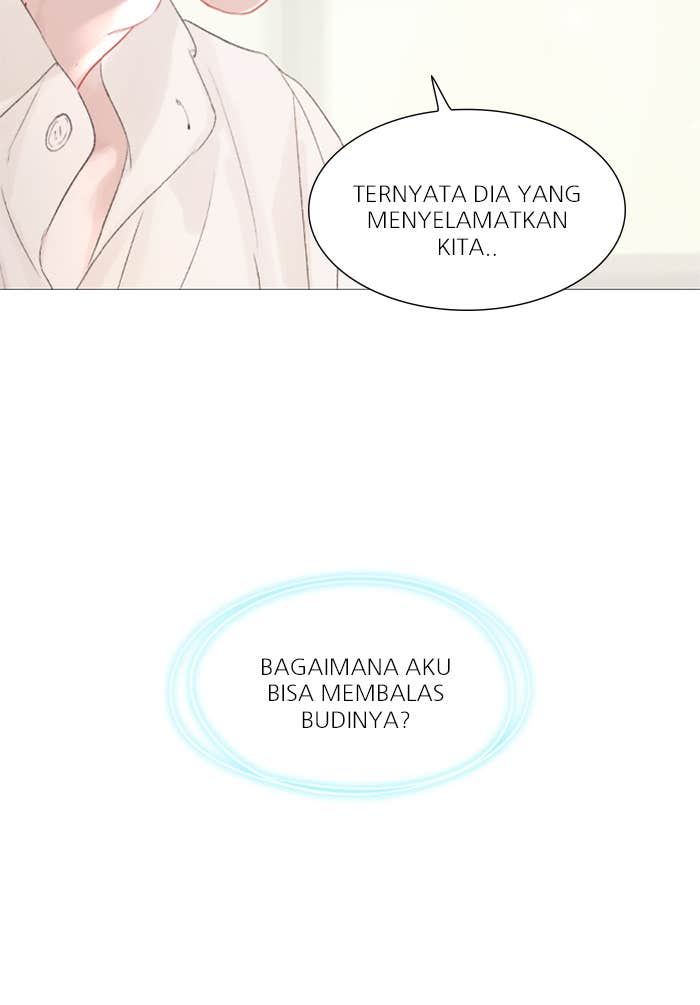 TERNYATA DIA YANG
MENYELAMATKAN
KITA..
BAGAIMANA AKU
BISA MEMBALAS
BUDINYA?